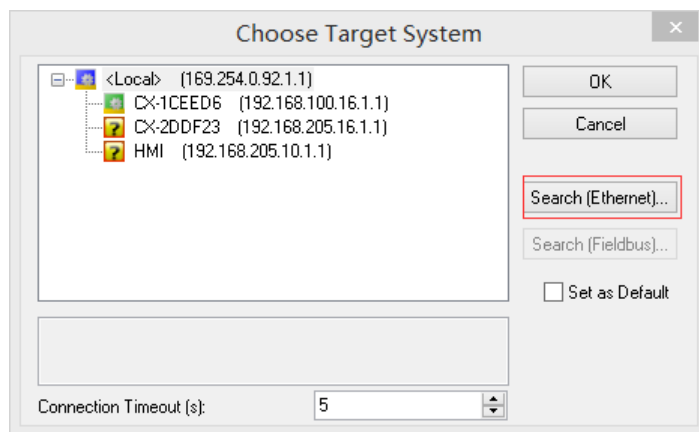 Choose Target System
<Local> (169.254.0.92.1.1)
CX-1CEED6 (192.168.100.16.1.1)
CX-2DDF23 (192.168.205.16.1.1)
HMI (192.168.205.10.1.1)
OK
Cancel
Search (Ethernet)...
Search (Fieldbus)...
Set as Default
Connection Timeout (s):
5